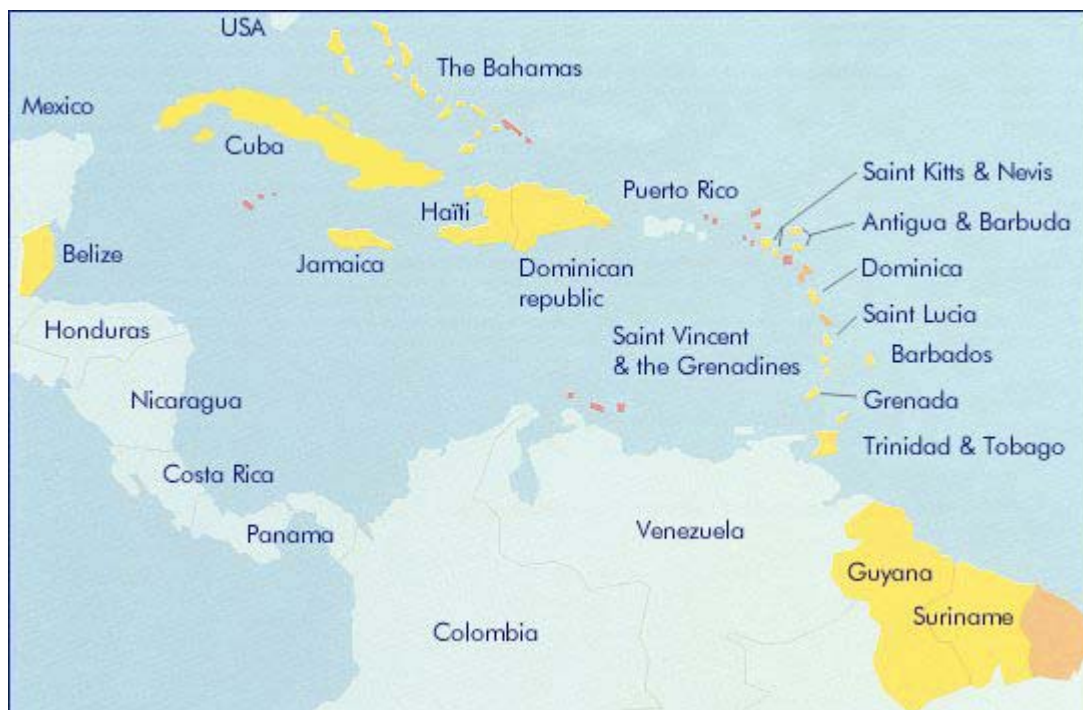 USA
The Bahamas
Mexico
Cuba
Saint Kitts & Nevis
Puerto Rico
Haïti
Antigua & Barbuda
Belize
Jamaica
Dominican
republic
Dominica
Honduras
Saint Lucia
Saint Vincent
& the Grenadines
Barbados
Nicaragua
Grenada
Trinidad & Tobago
Costa Rica
Panama
Venezuela
Guyana
Suriname
Colombia